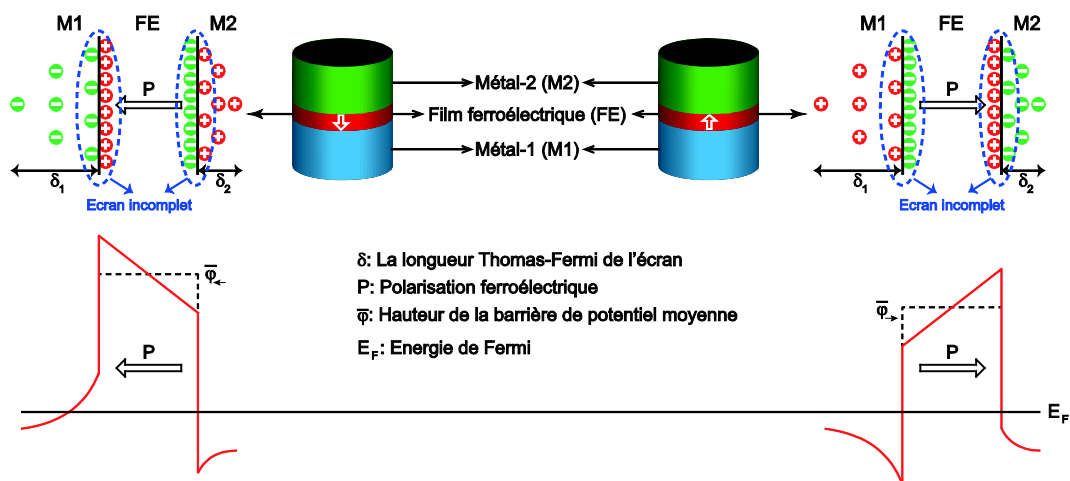 M1 FE M2
P
δ1 δ2
Ecran incomplet
Métal-2 (M2)
Film ferroélectrique (FE)
Métal-1 (M1)
M1 FE M2
P
δ1 δ2
Ecran incomplet
δ: La longueur Thomas-Fermi de l'écran
P: Polarisation ferroélectrique
φ̅: Hauteur de la barrière de potentiel moyenne
EF: Energie de Fermi
φ̅←
P
φ̅→
P
EF